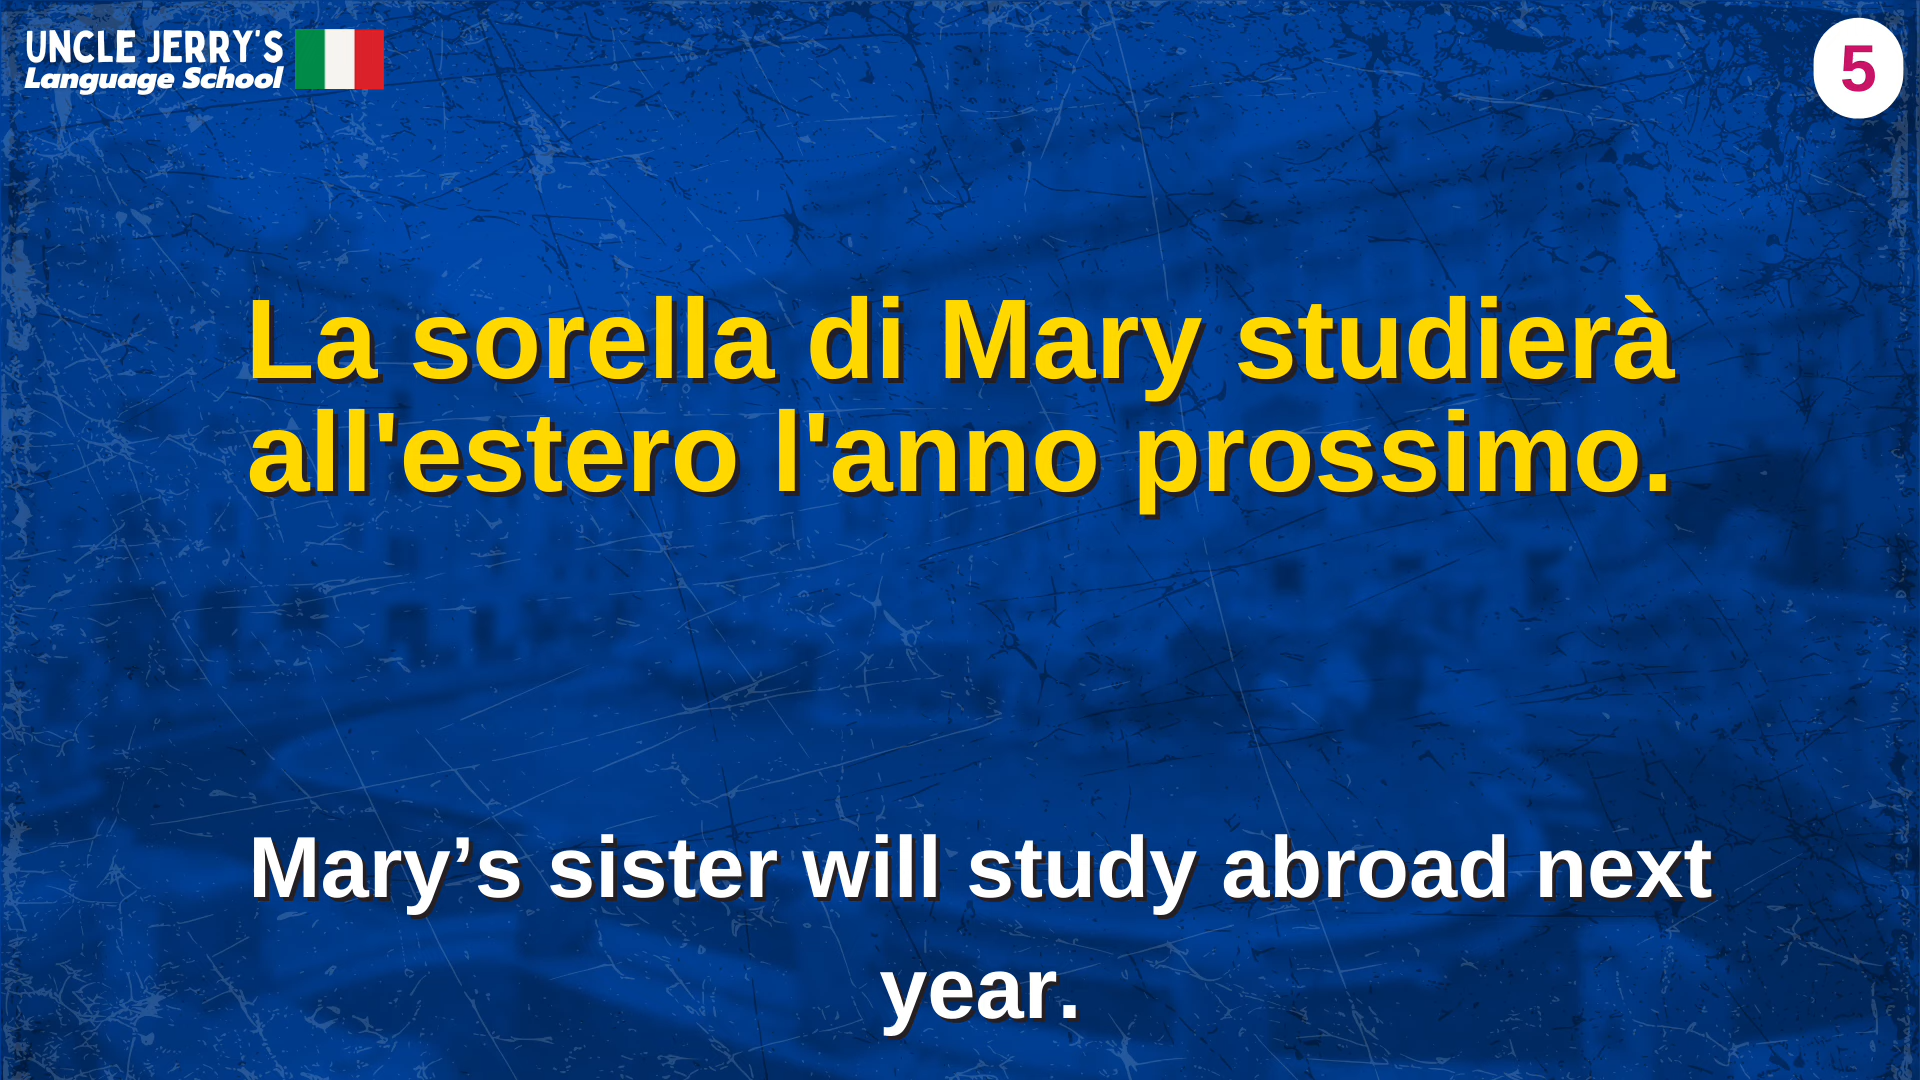 UNCLE JERRY'S
Language School
5
La sorella di Mary studierà
all'estero l'anno prossimo.
Mary’s sister will study abroad next
year.